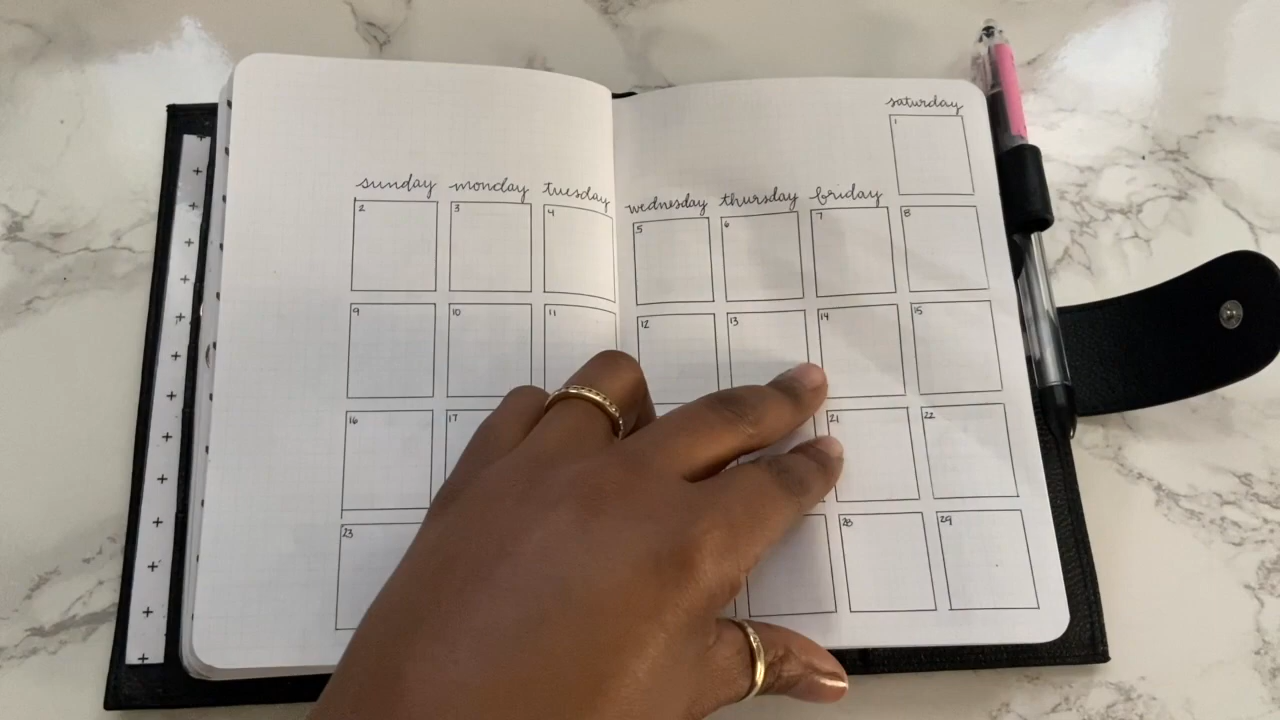 saturday
1
sunday monday tuesday wednesday thursday friday
2 3 4 5 6 7 8
9 10 11 12 13 14 15
16 17 21 22
23 28 29